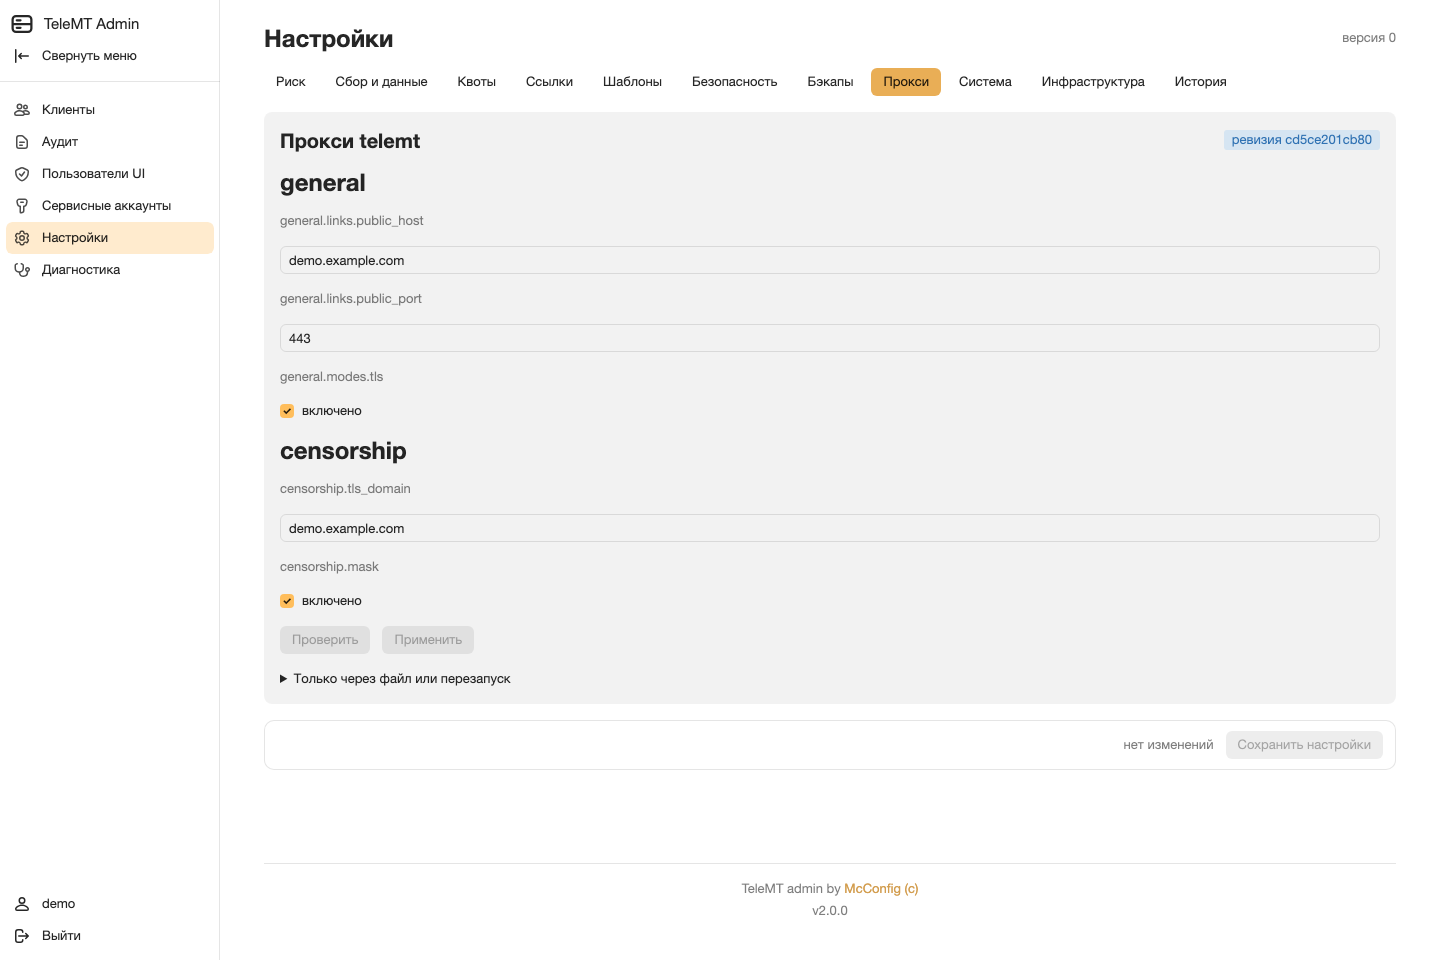 TeleMT Admin
Свернуть меню
Клиенты
Аудит
Пользователи UI
Сервисные аккаунты
Настройки
Диагностика
demo
Выйти
Настройки
версия 0
Риск
Сбор и данные
Квоты
Ссылки
Шаблоны
Безопасность
Бэкапы
Прокси
Система
Инфраструктура
История
Прокси telemt
ревизия cd5ce201cb80
general
general.links.public_host
demo.example.com
general.links.public_port
443
general.modes.tls
включено
censorship
censorship.tls_domain
demo.example.com
censorship.mask
включено
Проверить
Применить
Только через файл или перезапуск
нет изменений
Сохранить настройки
TeleMT admin by McConfig (c)
v2.0.0